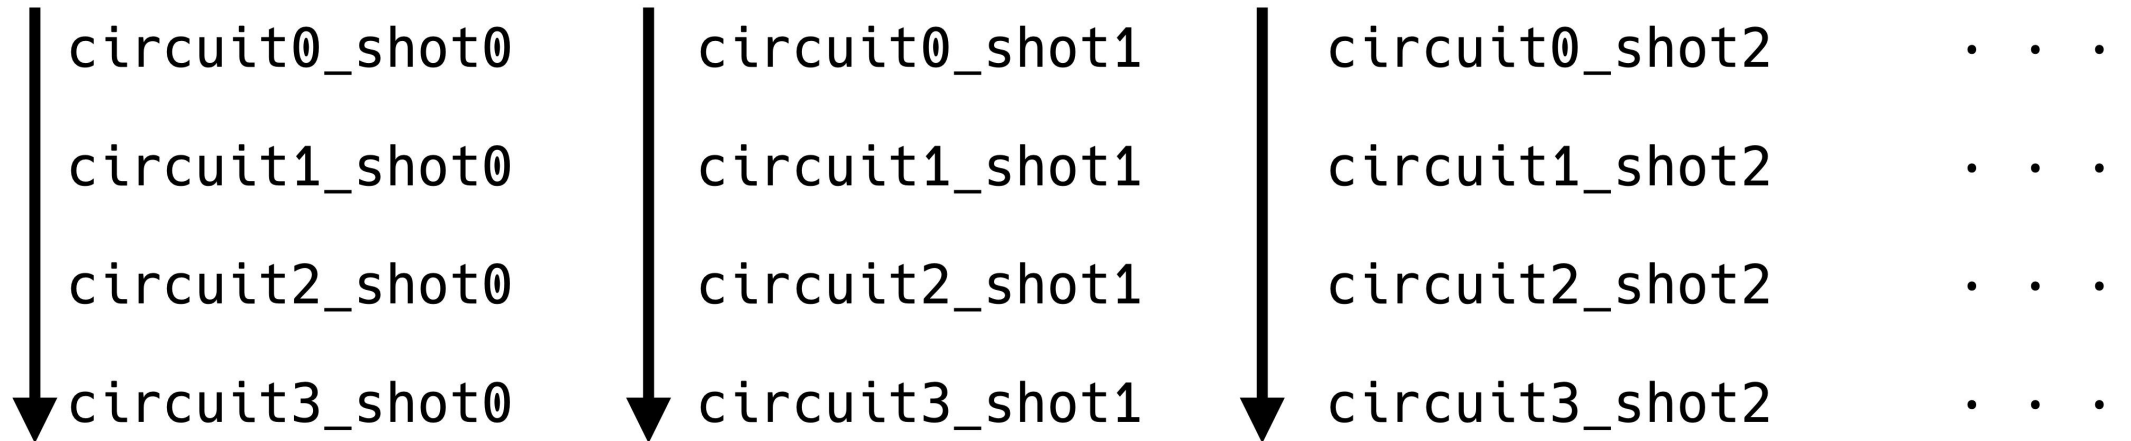 circuit0_shot0 circuit0_shot1 circuit0_shot2 . . .
circuit1_shot0 circuit1_shot1 circuit1_shot2 . . .
circuit2_shot0 circuit2_shot1 circuit2_shot2 . . .
circuit3_shot0 circuit3_shot1 circuit3_shot2 . . .